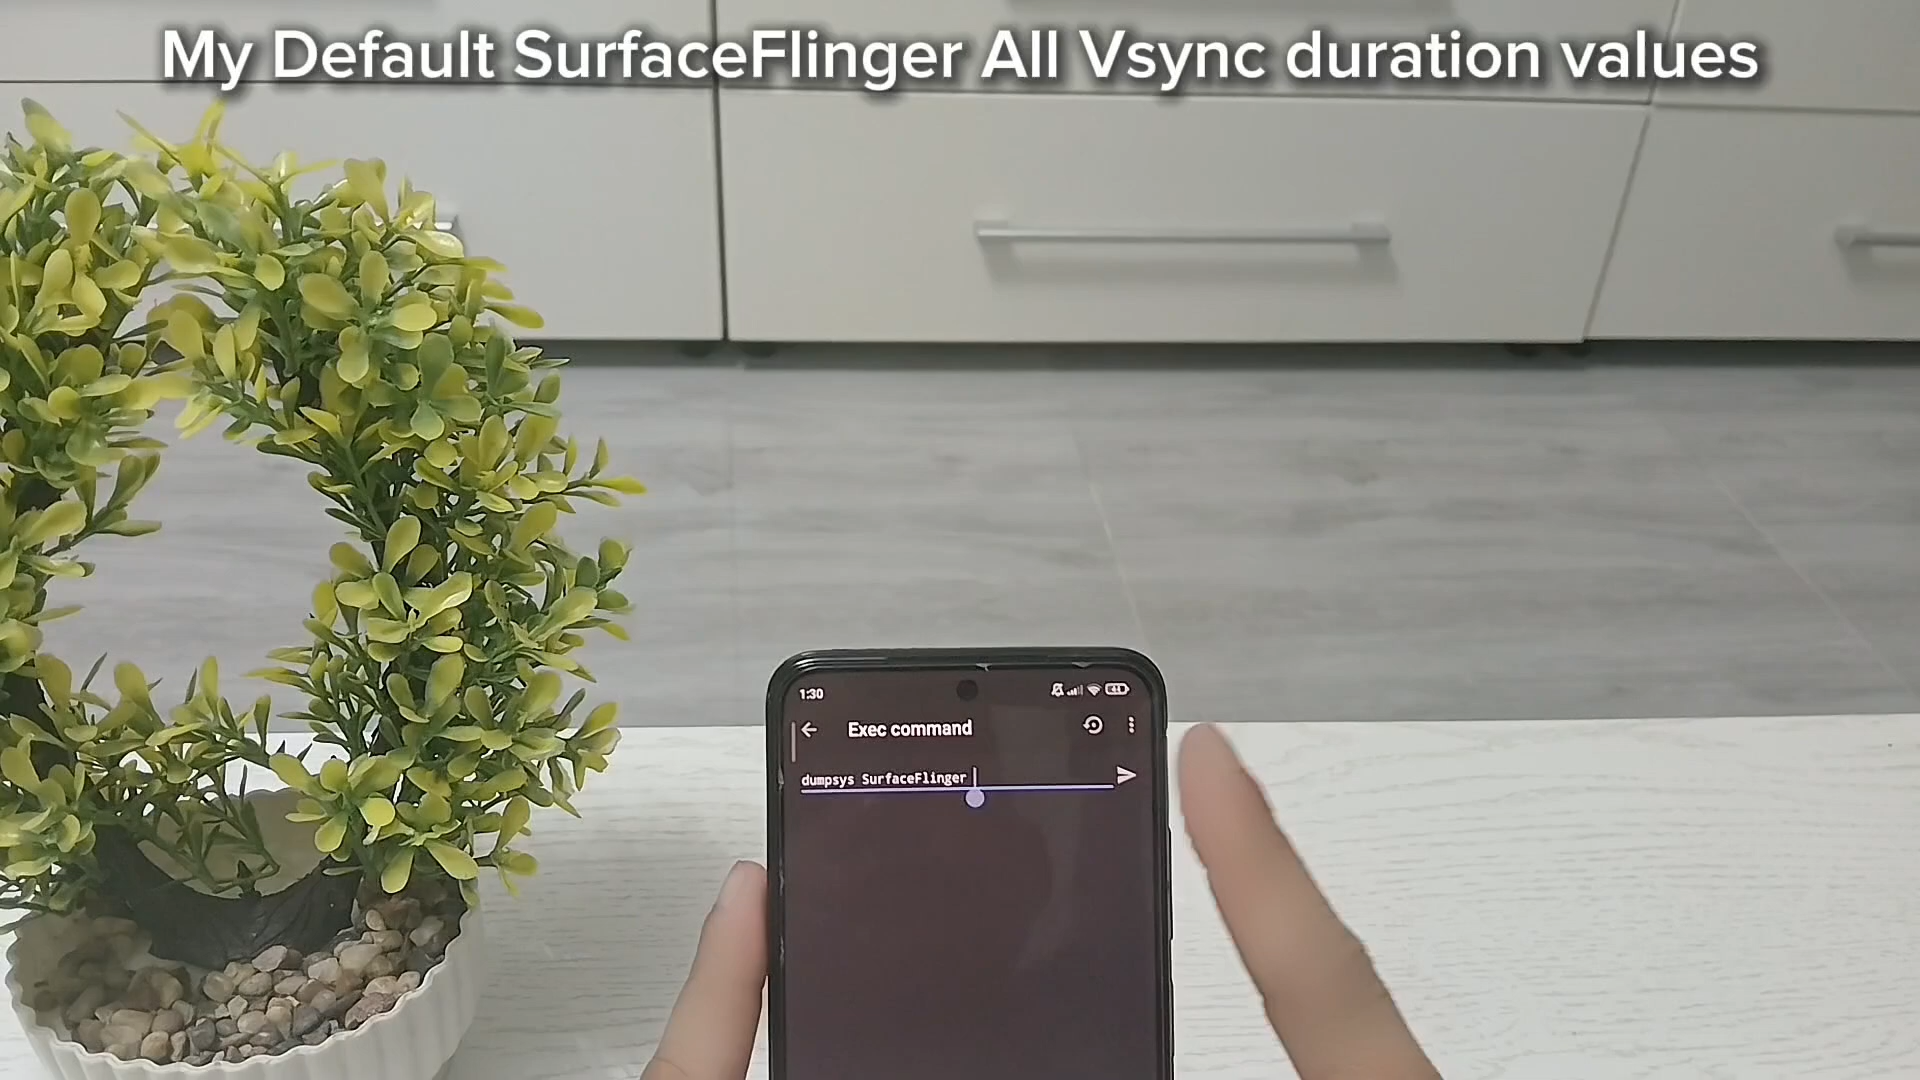 My Default SurfaceFlinger All Vsync duration values
1:30
Exec command
dumpsys SurfaceFlinger